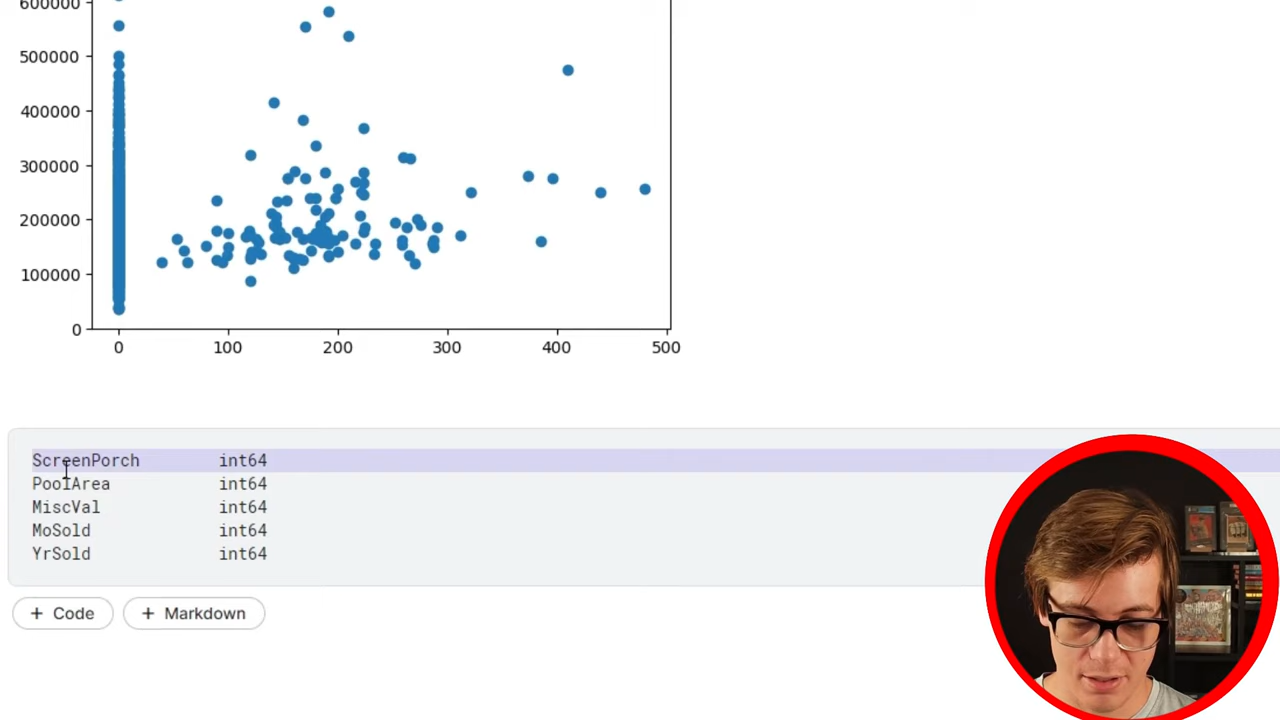 600000
500000
400000
300000
200000
100000
0
0 100 200 300 400 500
ScreenPorch int64
PoolArea int64
MiscVal int64
MoSold int64
YrSold int64
+ Code + Markdown